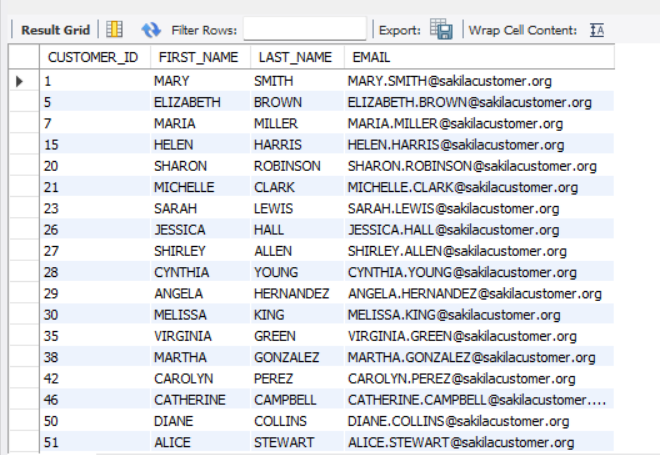 Result Grid Filter Rows: Export: Wrap Cell Content:
CUSTOMER_ID FIRST_NAME LAST_NAME EMAIL
1 MARY SMITH MARY.SMITH@sakilacustomer.org
5 ELIZABETH BROWN ELIZABETH.BROWN@sakilacustomer.org
7 MARIA MILLER MARIA.MILLER@sakilacustomer.org
15 HELEN HARRIS HELEN.HARRIS@sakilacustomer.org
20 SHARON ROBINSON SHARON.ROBINSON@sakilacustomer.org
21 MICHELLE CLARK MICHELLE.CLARK@sakilacustomer.org
23 SARAH LEWIS SARAH.LEWIS@sakilacustomer.org
26 JESSICA HALL JESSICA.HALL@sakilacustomer.org
27 SHIRLEY ALLEN SHIRLEY.ALLEN@sakilacustomer.org
28 CYNTHIA YOUNG CYNTHIA.YOUNG@sakilacustomer.org
29 ANGELA HERNANDEZ ANGELA.HERNANDEZ@sakilacustomer.org
30 MELISSA KING MELISSA.KING@sakilacustomer.org
35 VIRGINIA GREEN VIRGINIA.GREEN@sakilacustomer.org
38 MARTHA GONZALEZ MARTHA.GONZALEZ@sakilacustomer.org
42 CAROLYN PEREZ CAROLYN.PEREZ@sakilacustomer.org
46 CATHERINE CAMPBELL CATHERINE.CAMPBELL@sakilacustomer....
50 DIANE COLLINS DIANE.COLLINS@sakilacustomer.org
51 ALICE STEWART ALICE.STEWART@sakilacustomer.org